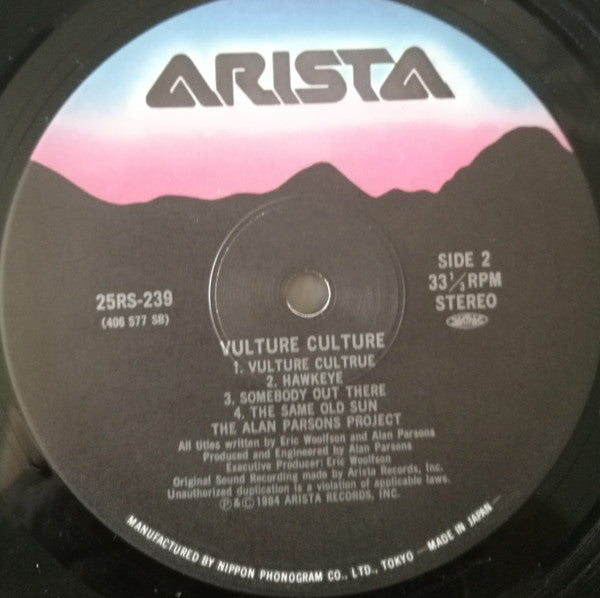 ARISTA
SIDE 2
33⅓ RPM
STEREO
25RS-239
(406 577 SB)
VULTURE CULTURE
1. VULTURE CULTRUE
2. HAWKEYE
3. SOMEBODY OUT THERE
4. THE SAME OLD SUN
THE ALAN PARSONS PROJECT
All titles written by Eric Woolfson and Alan Parsons
Produced and Engineered by Alan Parsons
Executive Producer: Eric Woolfson
Original Sound Recording made by Arista Records, Inc.
Unauthorized duplication is a violation of applicable laws.
℗&© 1984 ARISTA RECORDS, INC.
MANUFACTURED BY NIPPON PHONOGRAM CO., LTD., TOKYO —MADE IN JAPAN—